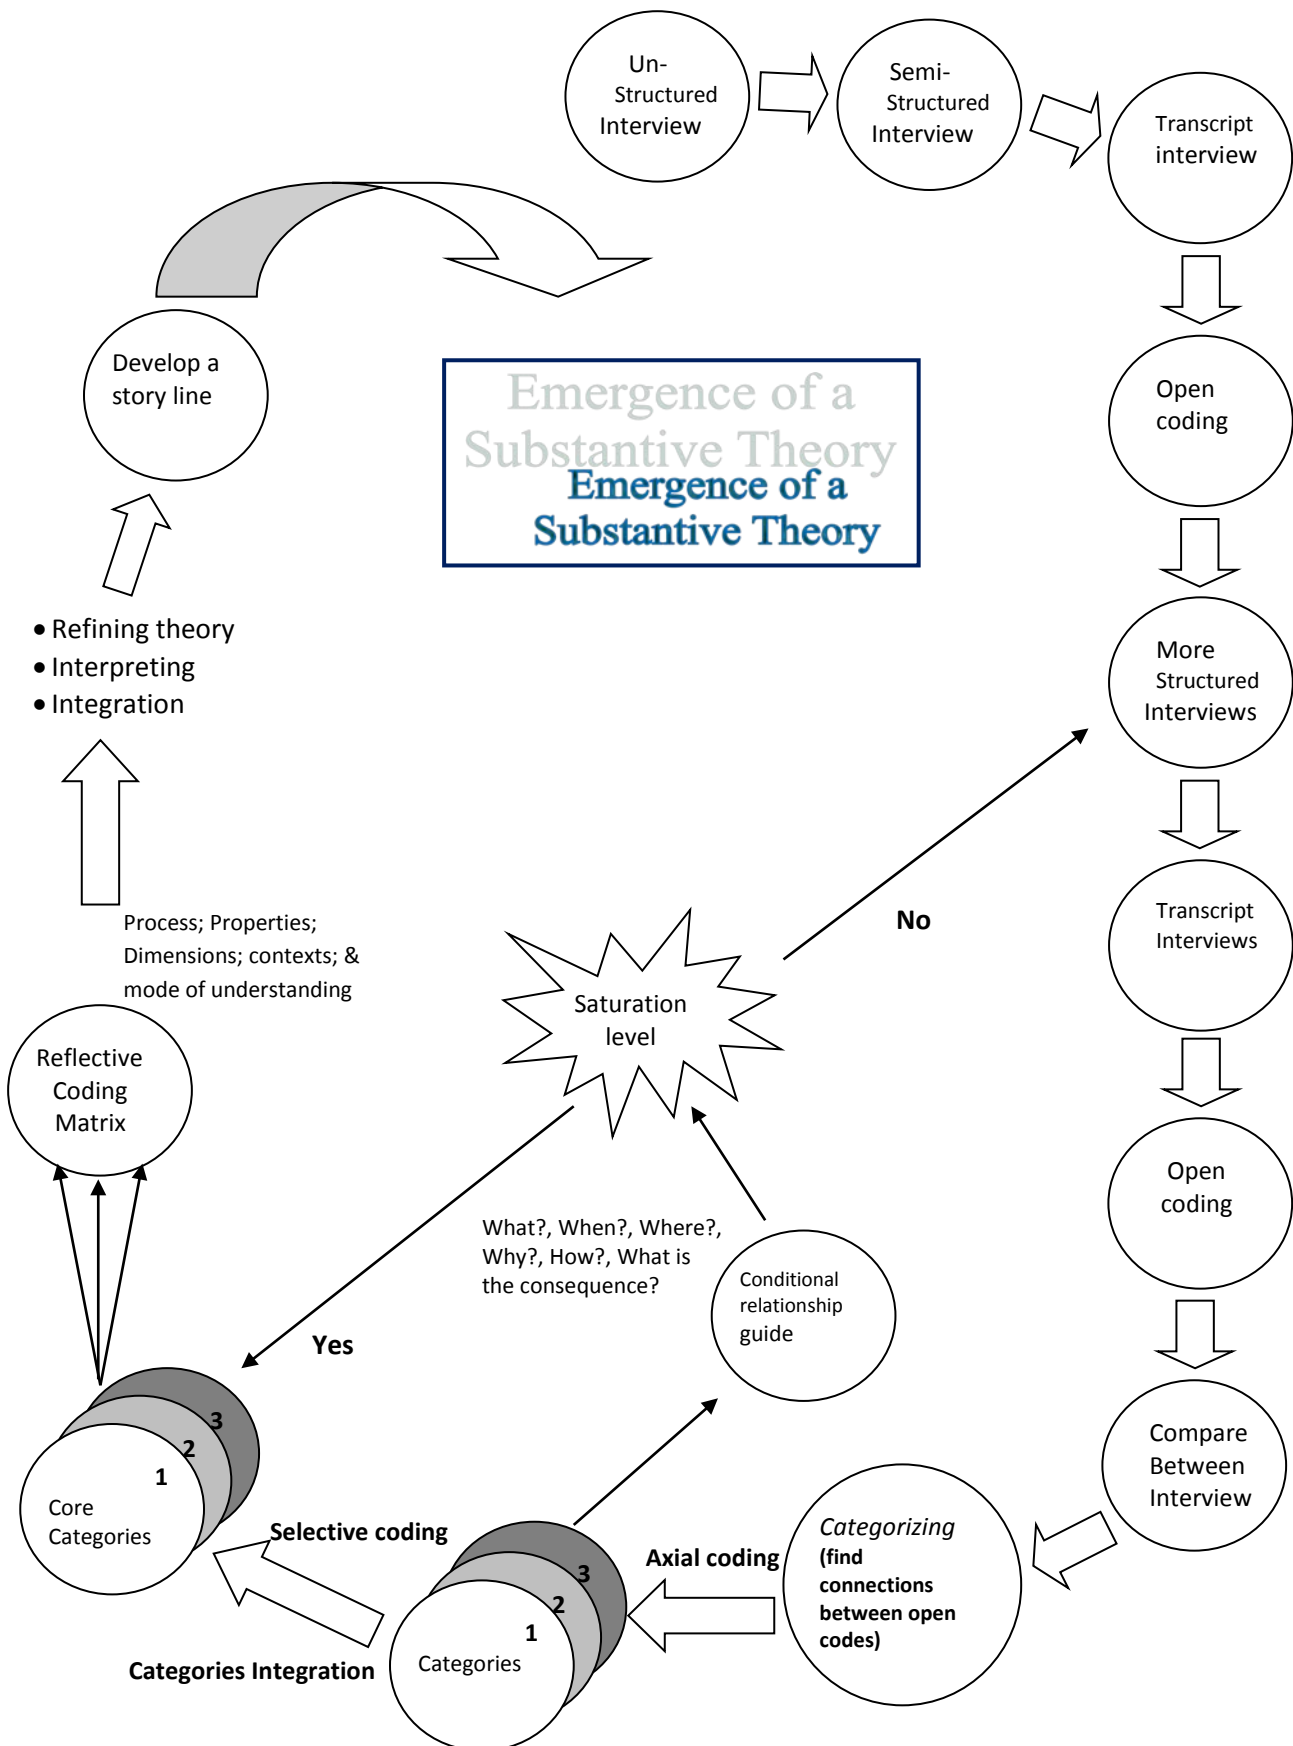 Un-
Structured
Interview
Semi-
Structured
Interview
Transcript
interview
Open
coding
More
Structured
Interviews
Transcript
Interviews
Open
coding
Compare
Between
Interview
Categorizing
(find
connections
between open
codes)
Axial coding
3
2
1
Categories
Conditional
relationship
guide
What?, When?, Where?,
Why?, How?, What is
the consequence?
Saturation
level
No
Yes
Selective coding
Categories Integration
3
2
1
Core
Categories
Reflective
Coding
Matrix
Process; Properties;
Dimensions; contexts; &
mode of understanding
• Refining theory
• Interpreting
• Integration
Develop a
story line
Emergence of a
Substantive Theory
Emergence of a
Substantive Theory